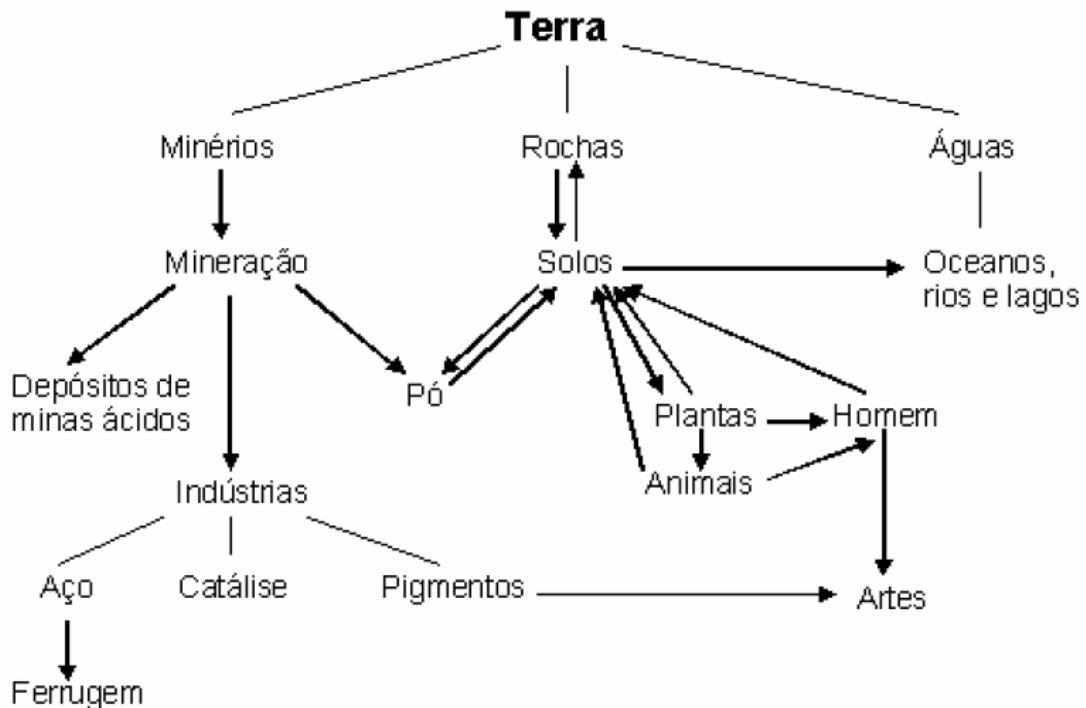 Terra
Minérios
Rochas
Águas
Mineração
Solos
Oceanos,
rios e lagos
Depósitos de
minas ácidos
Pó
Plantas
Homem
Animais
Indústrias
Aço
Catálise
Pigmentos
Artes
Ferrugem